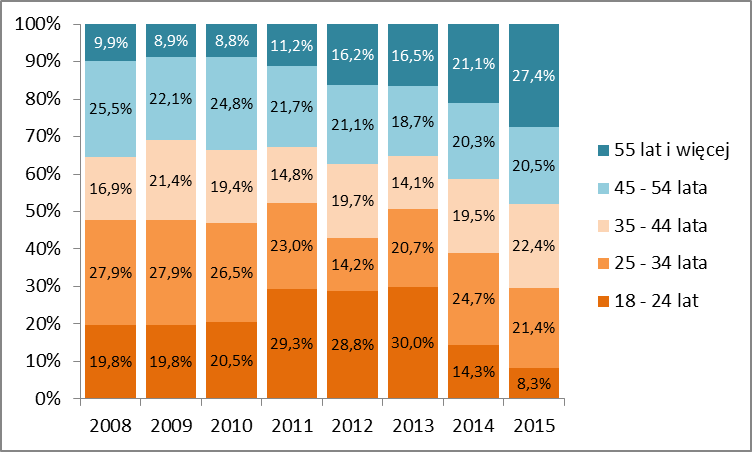 100%
90%
80%
70%
60%
50%
40%
30%
20%
10%
0%
9,9% 8,9% 8,8% 11,2% 16,2% 16,5% 21,1% 27,4%
25,5% 22,1% 24,8% 21,7% 21,1% 18,7% 20,3% 20,5%
16,9% 21,4% 19,4% 14,8% 19,7% 14,1% 19,5% 22,4%
27,9% 27,9% 26,5% 23,0% 14,2% 20,7% 24,7% 21,4%
19,8% 19,8% 20,5% 29,3% 28,8% 30,0% 14,3% 8,3%
2008 2009 2010 2011 2012 2013 2014 2015
55 lat i więcej
45 - 54 lata
35 - 44 lata
25 - 34 lata
18 - 24 lat